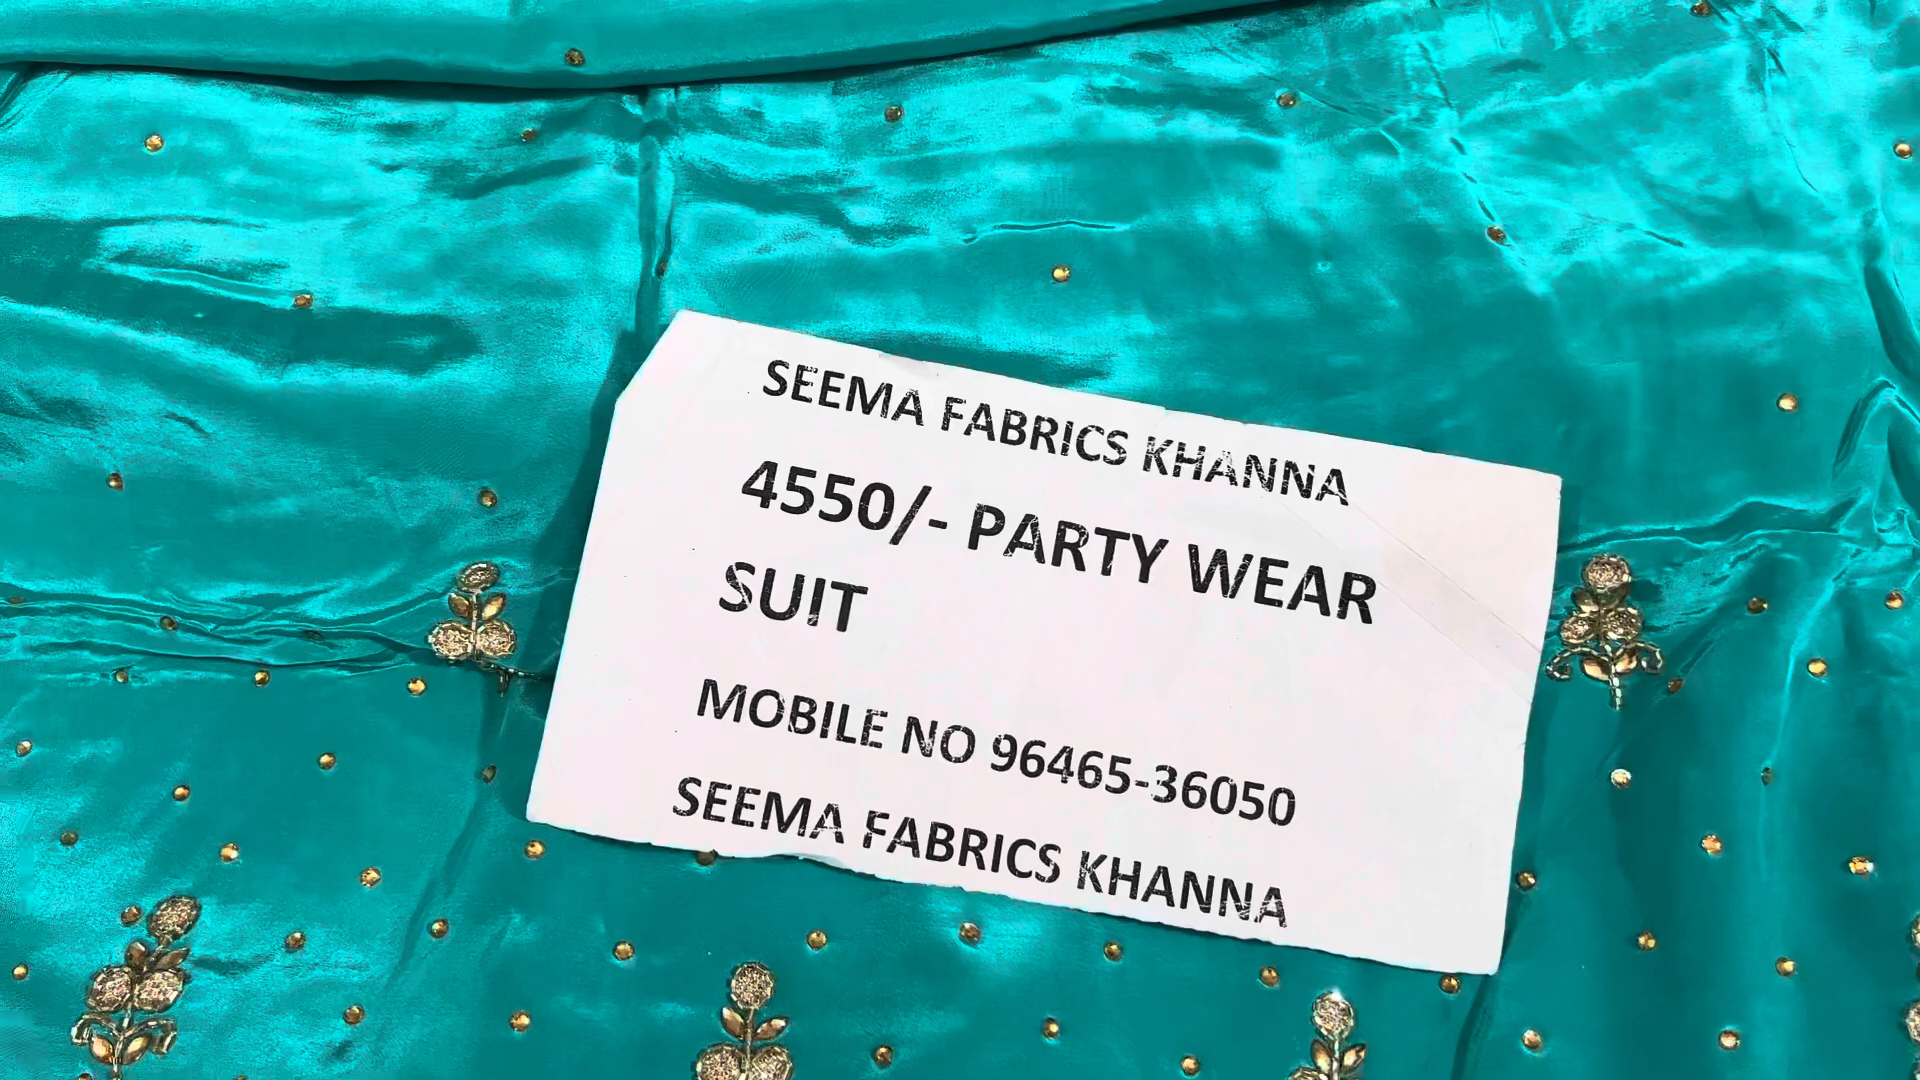 SEEMA FABRICS KHANNA
4550/- PARTY WEAR
SUIT
MOBILE NO 96465-36050
SEEMA FABRICS KHANNA